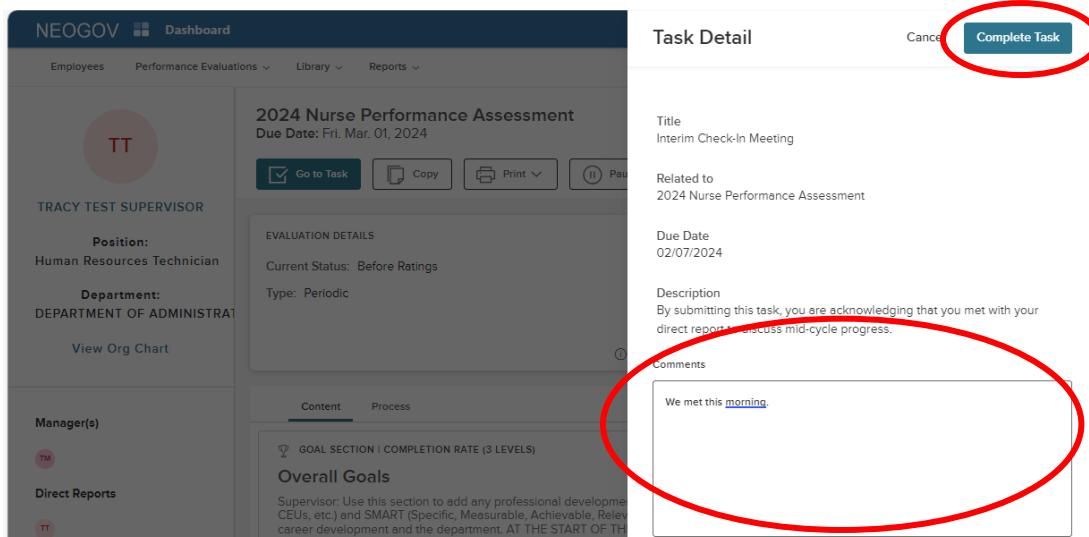 NEOGOV Dashboard
Employees Performance Evaluations Library Reports
TT
TRACY TEST SUPERVISOR
Position:
Human Resources Technician
Department:
DEPARTMENT OF ADMINISTRAT
View Org Chart
Manager(s)
TM
Direct Reports
TT
2024 Nurse Performance Assessment
Due Date: Fri. Mar. 01, 2024
Go to Task Copy Print Pau
EVALUATION DETAILS
Current Status: Before Ratings
Type: Periodic
Content Process
GOAL SECTION | COMPLETION RATE (3 LEVELS)
Overall Goals
Supervisor: Use this section to add any professional developme
CEUs, etc.) and SMART (Specific, Measurable, Achievable, Relev
career development and the department. AT THE START OF TH
Task Detail Cance Complete Task
Title
Interim Check-In Meeting
Related to
2024 Nurse Performance Assessment
Due Date
02/07/2024
Description
By submitting this task, you are acknowledging that you met with your
direct report to discuss mid-cycle progress.
Comments
We met this morning.